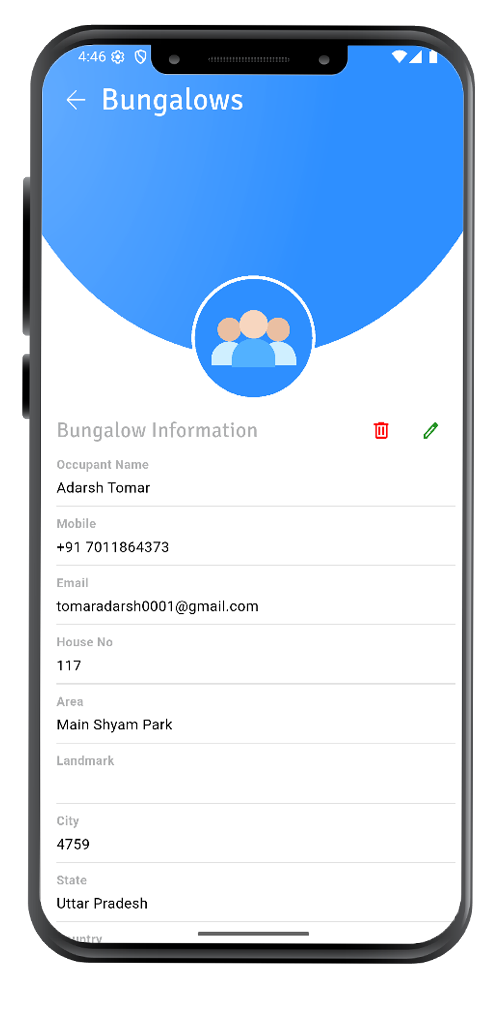 4:46
Bungalows
Bungalow Information
Occupant Name
Adarsh Tomar
Mobile
+91 7011864373
Email
tomaradarsh0001@gmail.com
House No
117
Area
Main Shyam Park
Landmark
City
4759
State
Uttar Pradesh
Country